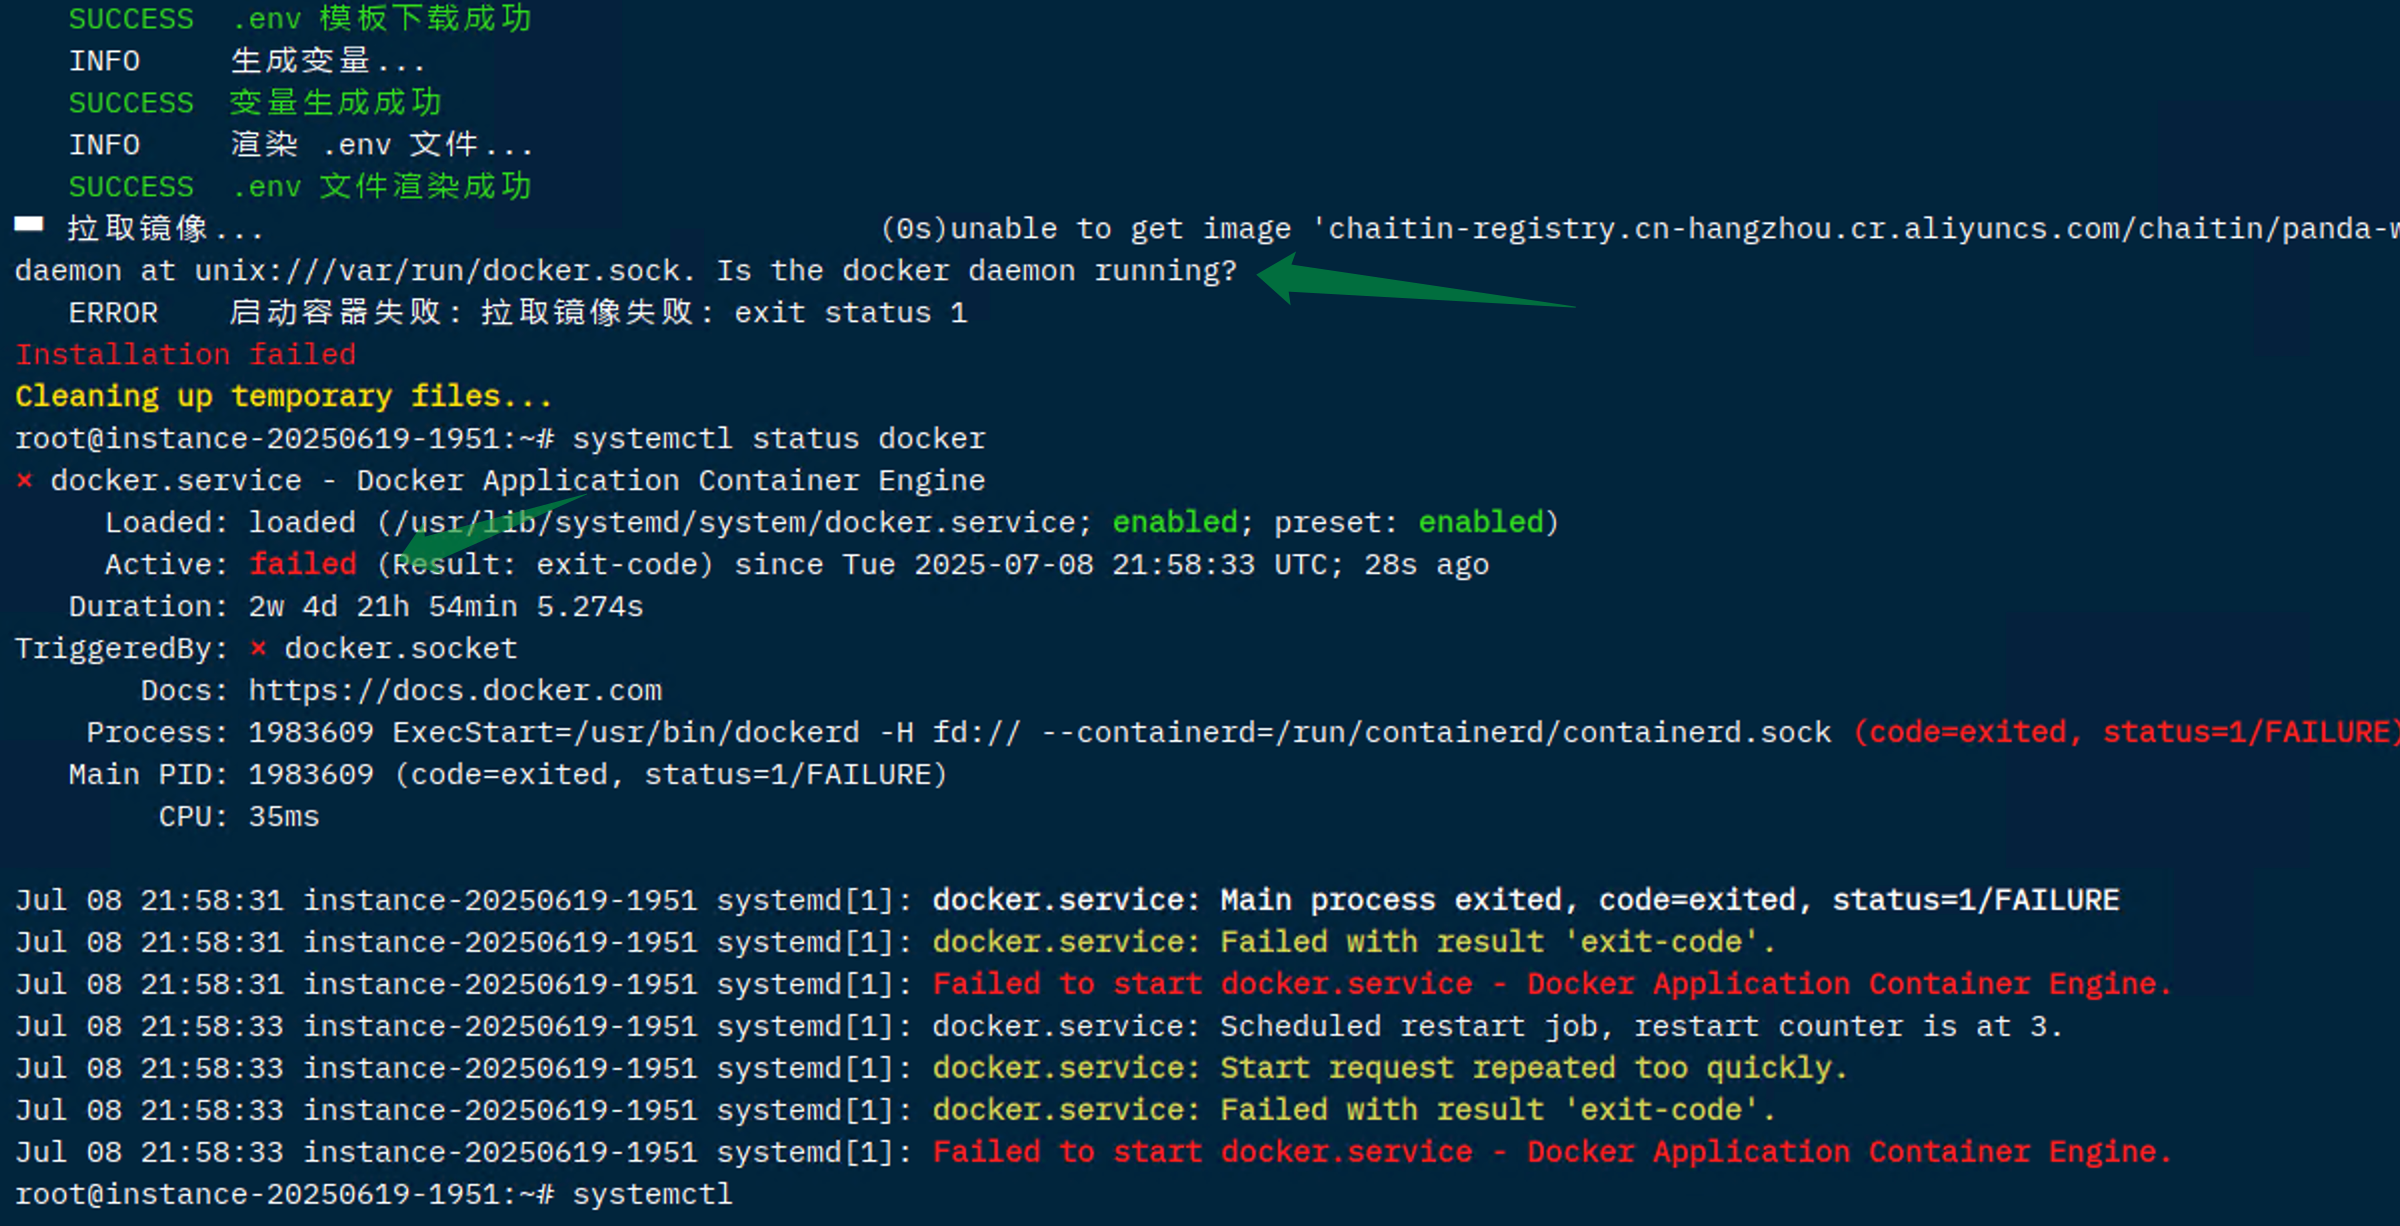 SUCCESS .env 模板下载成功
INFO 生成变量...
SUCCESS 变量生成成功
INFO 渲染 .env 文件...
SUCCESS .env 文件渲染成功
拉取镜像... (0s)unable to get image 'chaitin-registry.cn-hangzhou.cr.aliyuncs.com/chaitin/panda-w
daemon at unix:///var/run/docker.sock. Is the docker daemon running?
ERROR 启动容器失败: 拉取镜像失败: exit status 1
Installation failed
Cleaning up temporary files...
root@instance-20250619-1951:~# systemctl status docker
× docker.service - Docker Application Container Engine
Loaded: loaded (/usr/lib/systemd/system/docker.service; enabled; preset: enabled)
Active: failed (Result: exit-code) since Tue 2025-07-08 21:58:33 UTC; 28s ago
Duration: 2w 4d 21h 54min 5.274s
TriggeredBy: × docker.socket
Docs: https://docs.docker.com
Process: 1983609 ExecStart=/usr/bin/dockerd -H fd:// --containerd=/run/containerd/containerd.sock (code=exited, status=1/FAILURE)
Main PID: 1983609 (code=exited, status=1/FAILURE)
CPU: 35ms
Jul 08 21:58:31 instance-20250619-1951 systemd[1]: docker.service: Main process exited, code=exited, status=1/FAILURE
Jul 08 21:58:31 instance-20250619-1951 systemd[1]: docker.service: Failed with result 'exit-code'.
Jul 08 21:58:31 instance-20250619-1951 systemd[1]: Failed to start docker.service - Docker Application Container Engine.
Jul 08 21:58:33 instance-20250619-1951 systemd[1]: docker.service: Scheduled restart job, restart counter is at 3.
Jul 08 21:58:33 instance-20250619-1951 systemd[1]: docker.service: Start request repeated too quickly.
Jul 08 21:58:33 instance-20250619-1951 systemd[1]: docker.service: Failed with result 'exit-code'.
Jul 08 21:58:33 instance-20250619-1951 systemd[1]: Failed to start docker.service - Docker Application Container Engine.
root@instance-20250619-1951:~# systemctl